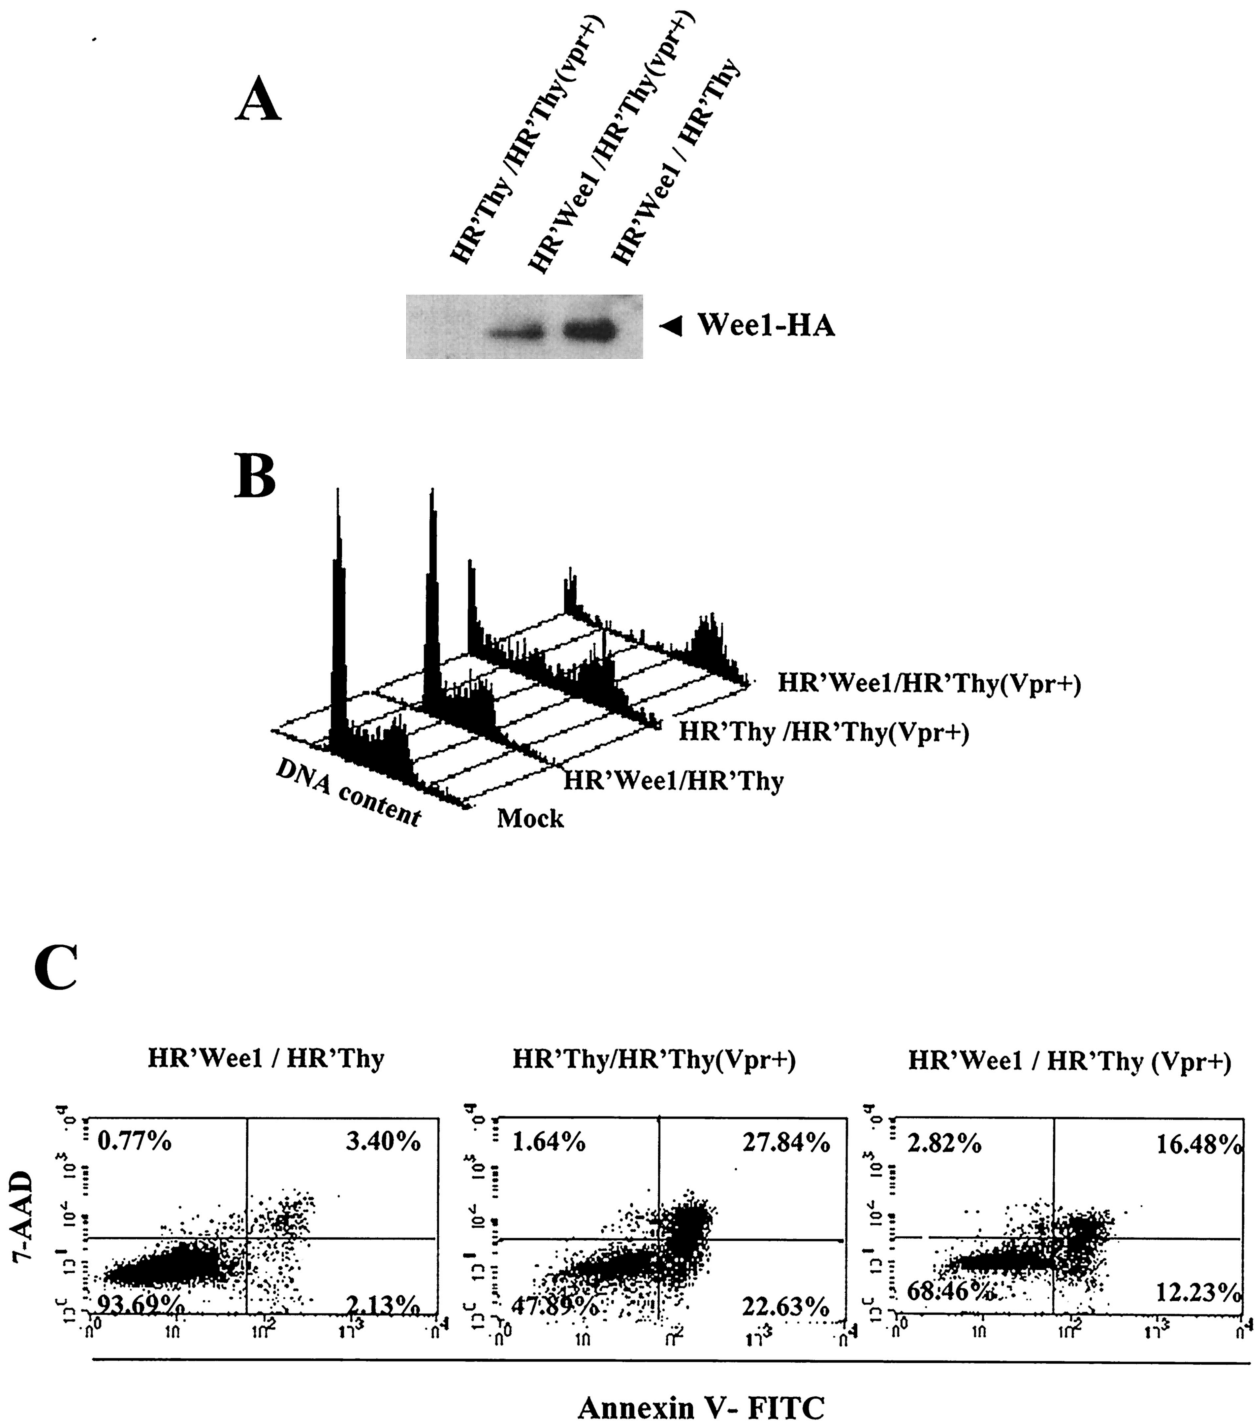 A
HR'Thy /HR'Thy(vpr+)
HR'Wee1 /HR'Thy(vpr+)
HR'Wee1 / HR'Thy
Wee1-HA
B
HR'Wee1/HR'Thy(Vpr+)
HR'Thy /HR'Thy(Vpr+)
HR'Wee1/HR'Thy
Mock
DNA content
C
HR'Wee1 / HR'Thy
HR'Thy/HR'Thy(Vpr+)
HR'Wee1 / HR'Thy (Vpr+)
0.77% 3.40%
1.64% 27.84%
2.82% 16.48%
7-AAD
93.69% 2.13%
47.89% 22.63%
68.46% 12.23%
Annexin V- FITC